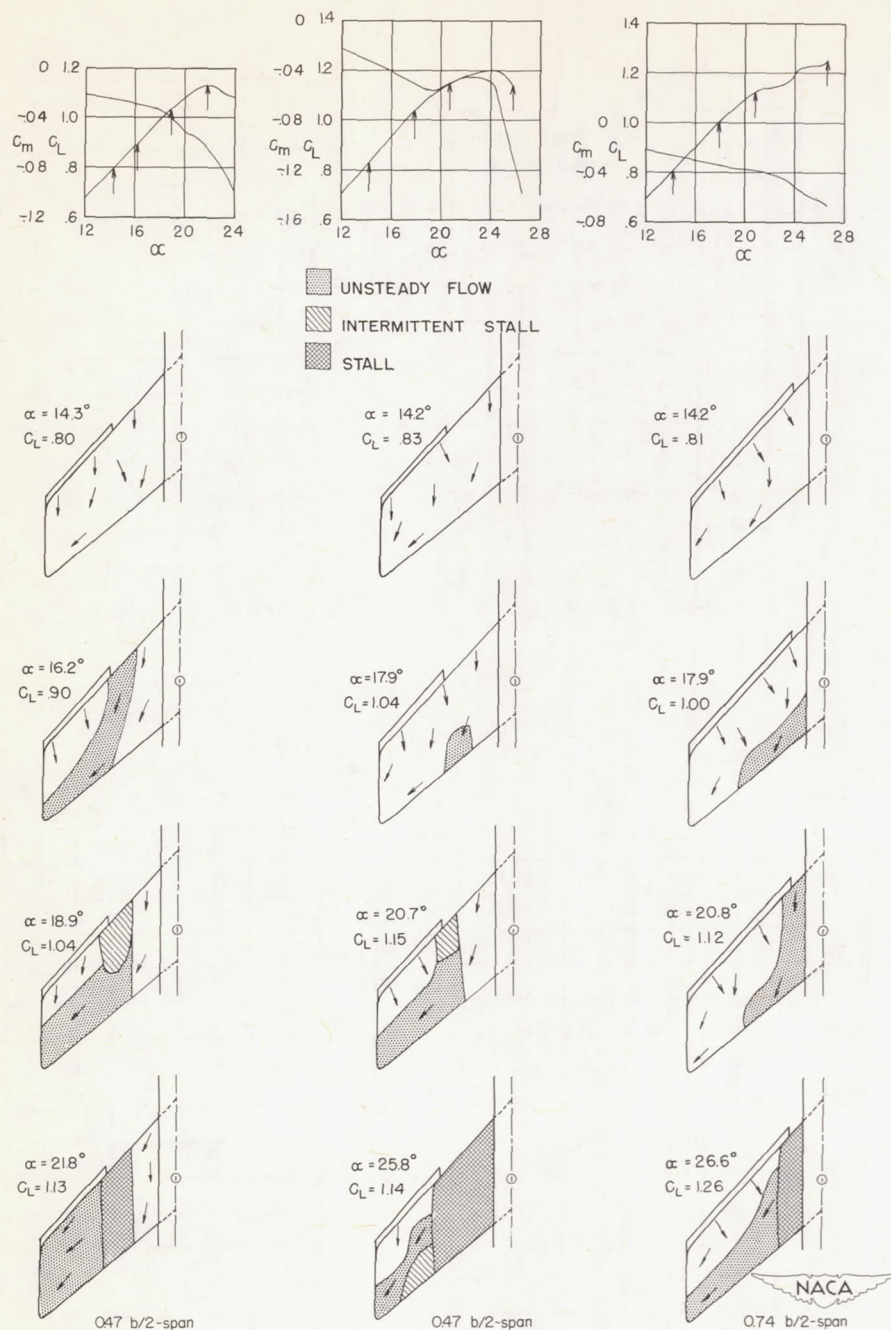 0 1.2
-.04 1.0
Cm CL
-.08 .8
-.12 .6
12 16 20 24
α
0 1.4
-.04 1.2
-.08 1.0
-.12 .8
-.16 .6
12 16 20 24 28
α
1.4
1.2
0 1.0
Cm CL
-.04 .8
-.08 .6
12 16 20 24 28
α
UNSTEADY FLOW
INTERMITTENT STALL
STALL
α = 14.3°
CL = .80
α = 14.2°
CL = .83
α = 14.2°
CL = .81
α = 16.2°
CL = .90
α = 17.9°
CL = 1.04
α = 17.9°
CL = 1.00
α = 18.9°
CL = 1.04
α = 20.7°
CL = 1.15
α = 20.8°
CL = 1.12
α = 21.8°
CL = 1.13
α = 25.8°
CL = 1.14
α = 26.6°
CL = 1.26
NACA
0.47 b/2-span
0.47 b/2-span
0.74 b/2-span